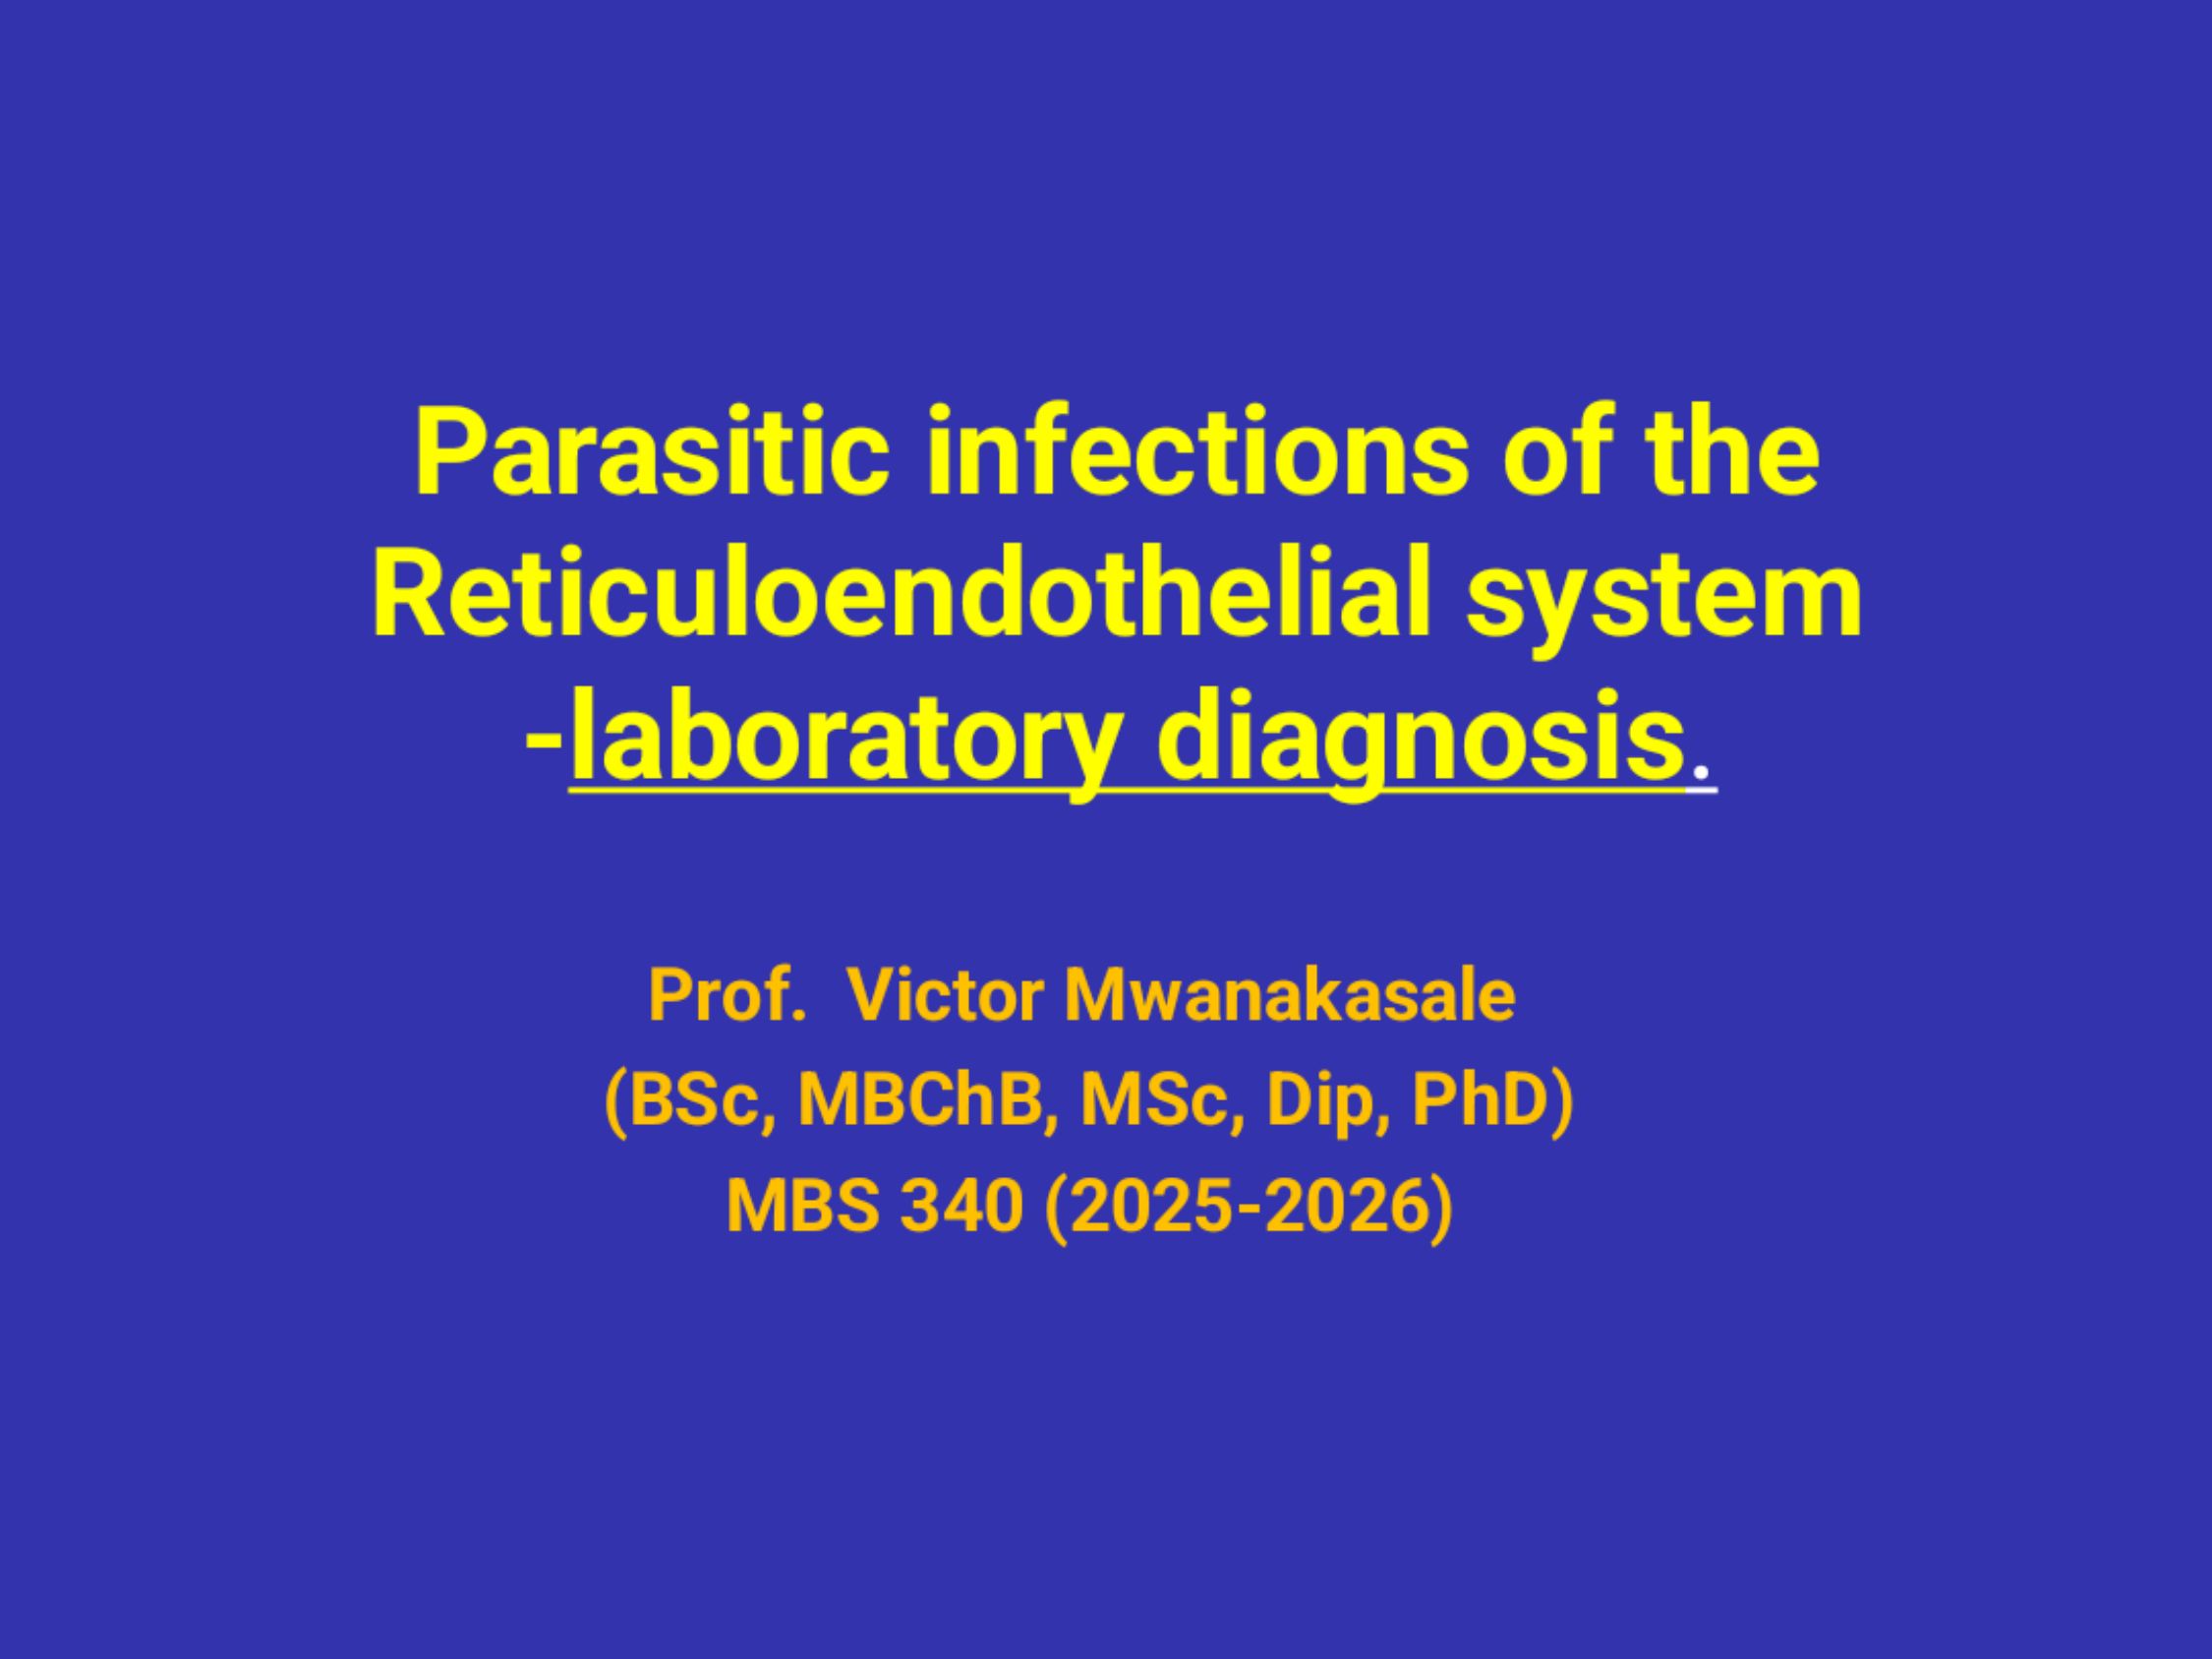 Parasitic infections of the
Reticuloendothelial system
-laboratory diagnosis.
Prof.  Victor Mwanakasale
(BSc, MBChB, MSc, Dip, PhD)
MBS 340 (2025-2026)